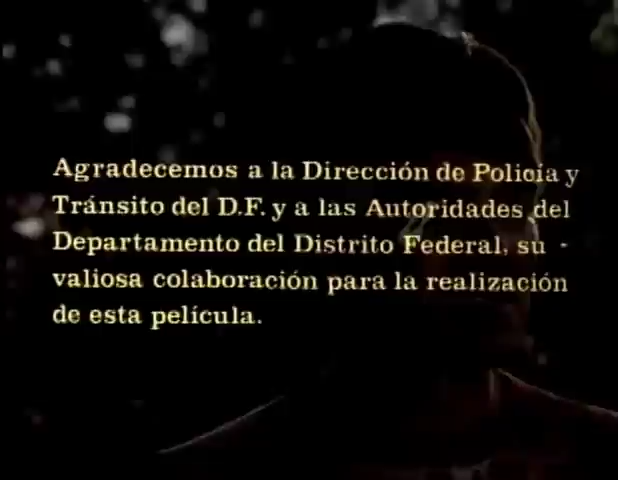 Agradecemos a la Dirección de Policía y
Tránsito del D.F. y a las Autoridades del
Departamento del Distrito Federal, su -
valiosa colaboración para la realización
de esta película.